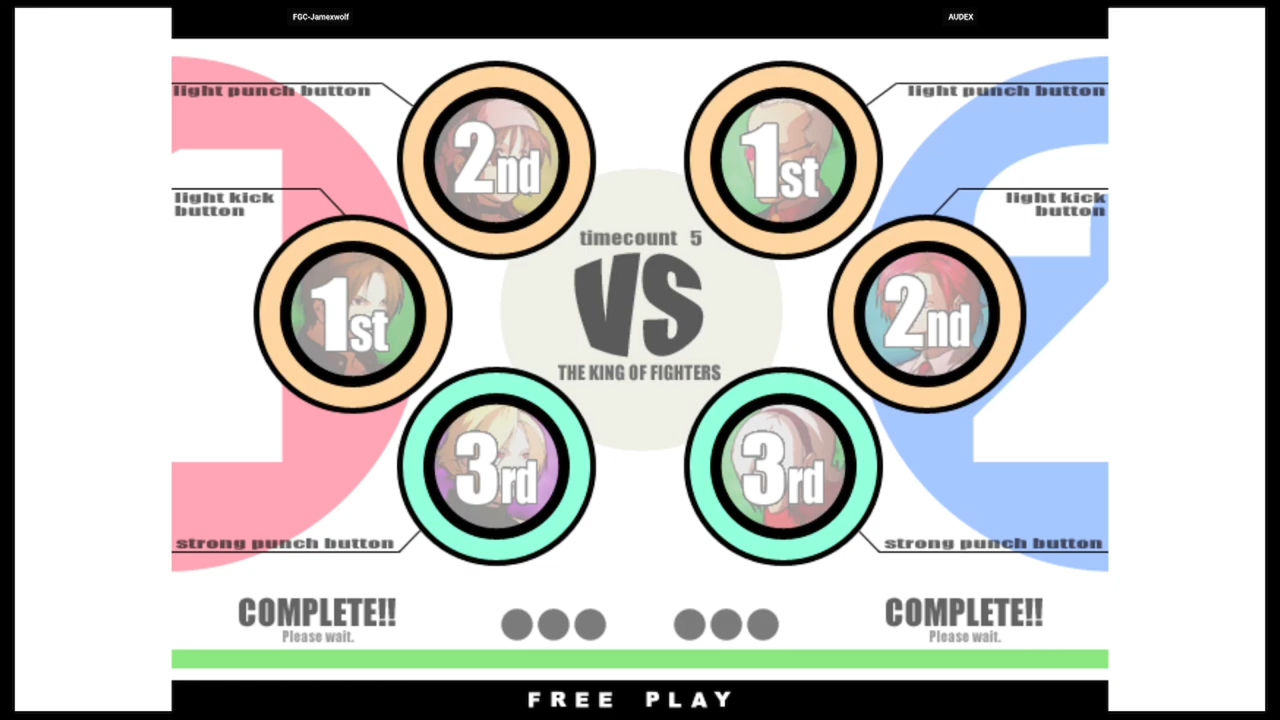 FGC-Jamexwolf
AUDEX
light punch button
light punch button
2nd
1st
light kick
button
light kick
button
timecount 5
VS
THE KING OF FIGHTERS
1st
2nd
3rd
3rd
strong punch button
strong punch button
COMPLETE!!
Please wait.
COMPLETE!!
Please wait.
FREE PLAY